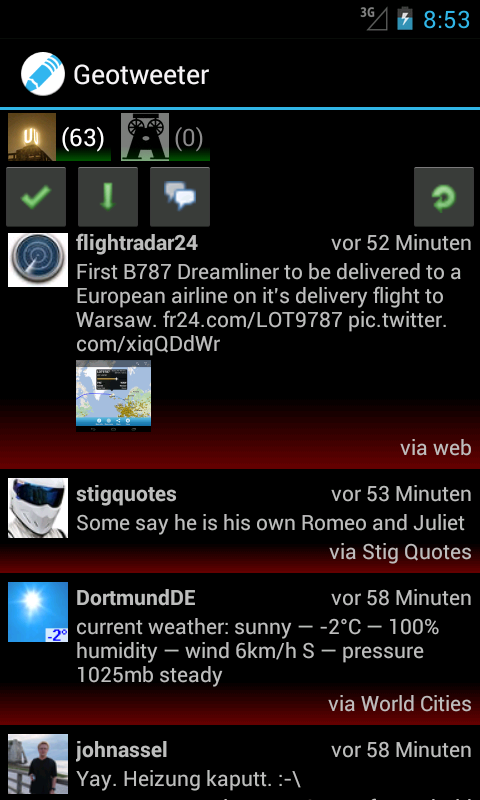 3G
8:53
Geotweeter
(63)
(0)
flightradar24 vor 52 Minuten
First B787 Dreamliner to be delivered to a
European airline on it's delivery flight to
Warsaw. fr24.com/LOT9787 pic.twitter.
com/xiqQDdWr
via web
stigquotes vor 53 Minuten
Some say he is his own Romeo and Juliet
via Stig Quotes
-2°
DortmundDE vor 58 Minuten
current weather: sunny — -2°C — 100%
humidity — wind 6km/h S — pressure
1025mb steady
via World Cities
johnassel vor 58 Minuten
Yay. Heizung kaputt. :-\